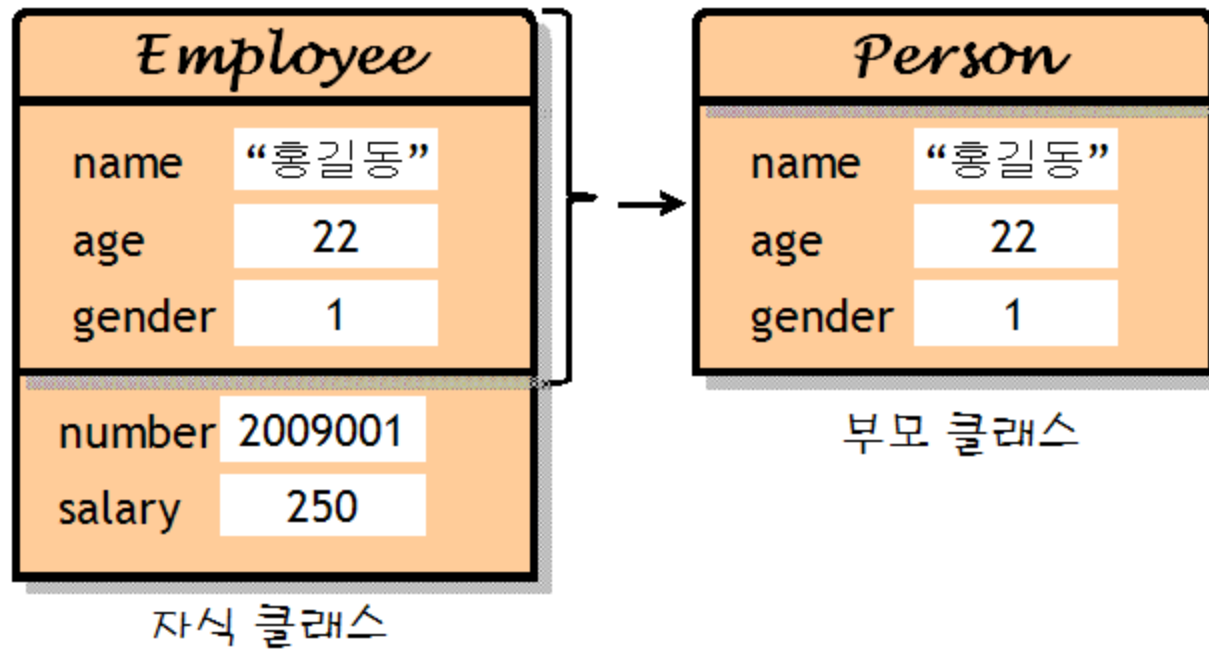 Employee
name "홍길동"
age 22
gender 1
number 2009001
salary 250
자식 클래스
Person
name "홍길동"
age 22
gender 1
부모 클래스